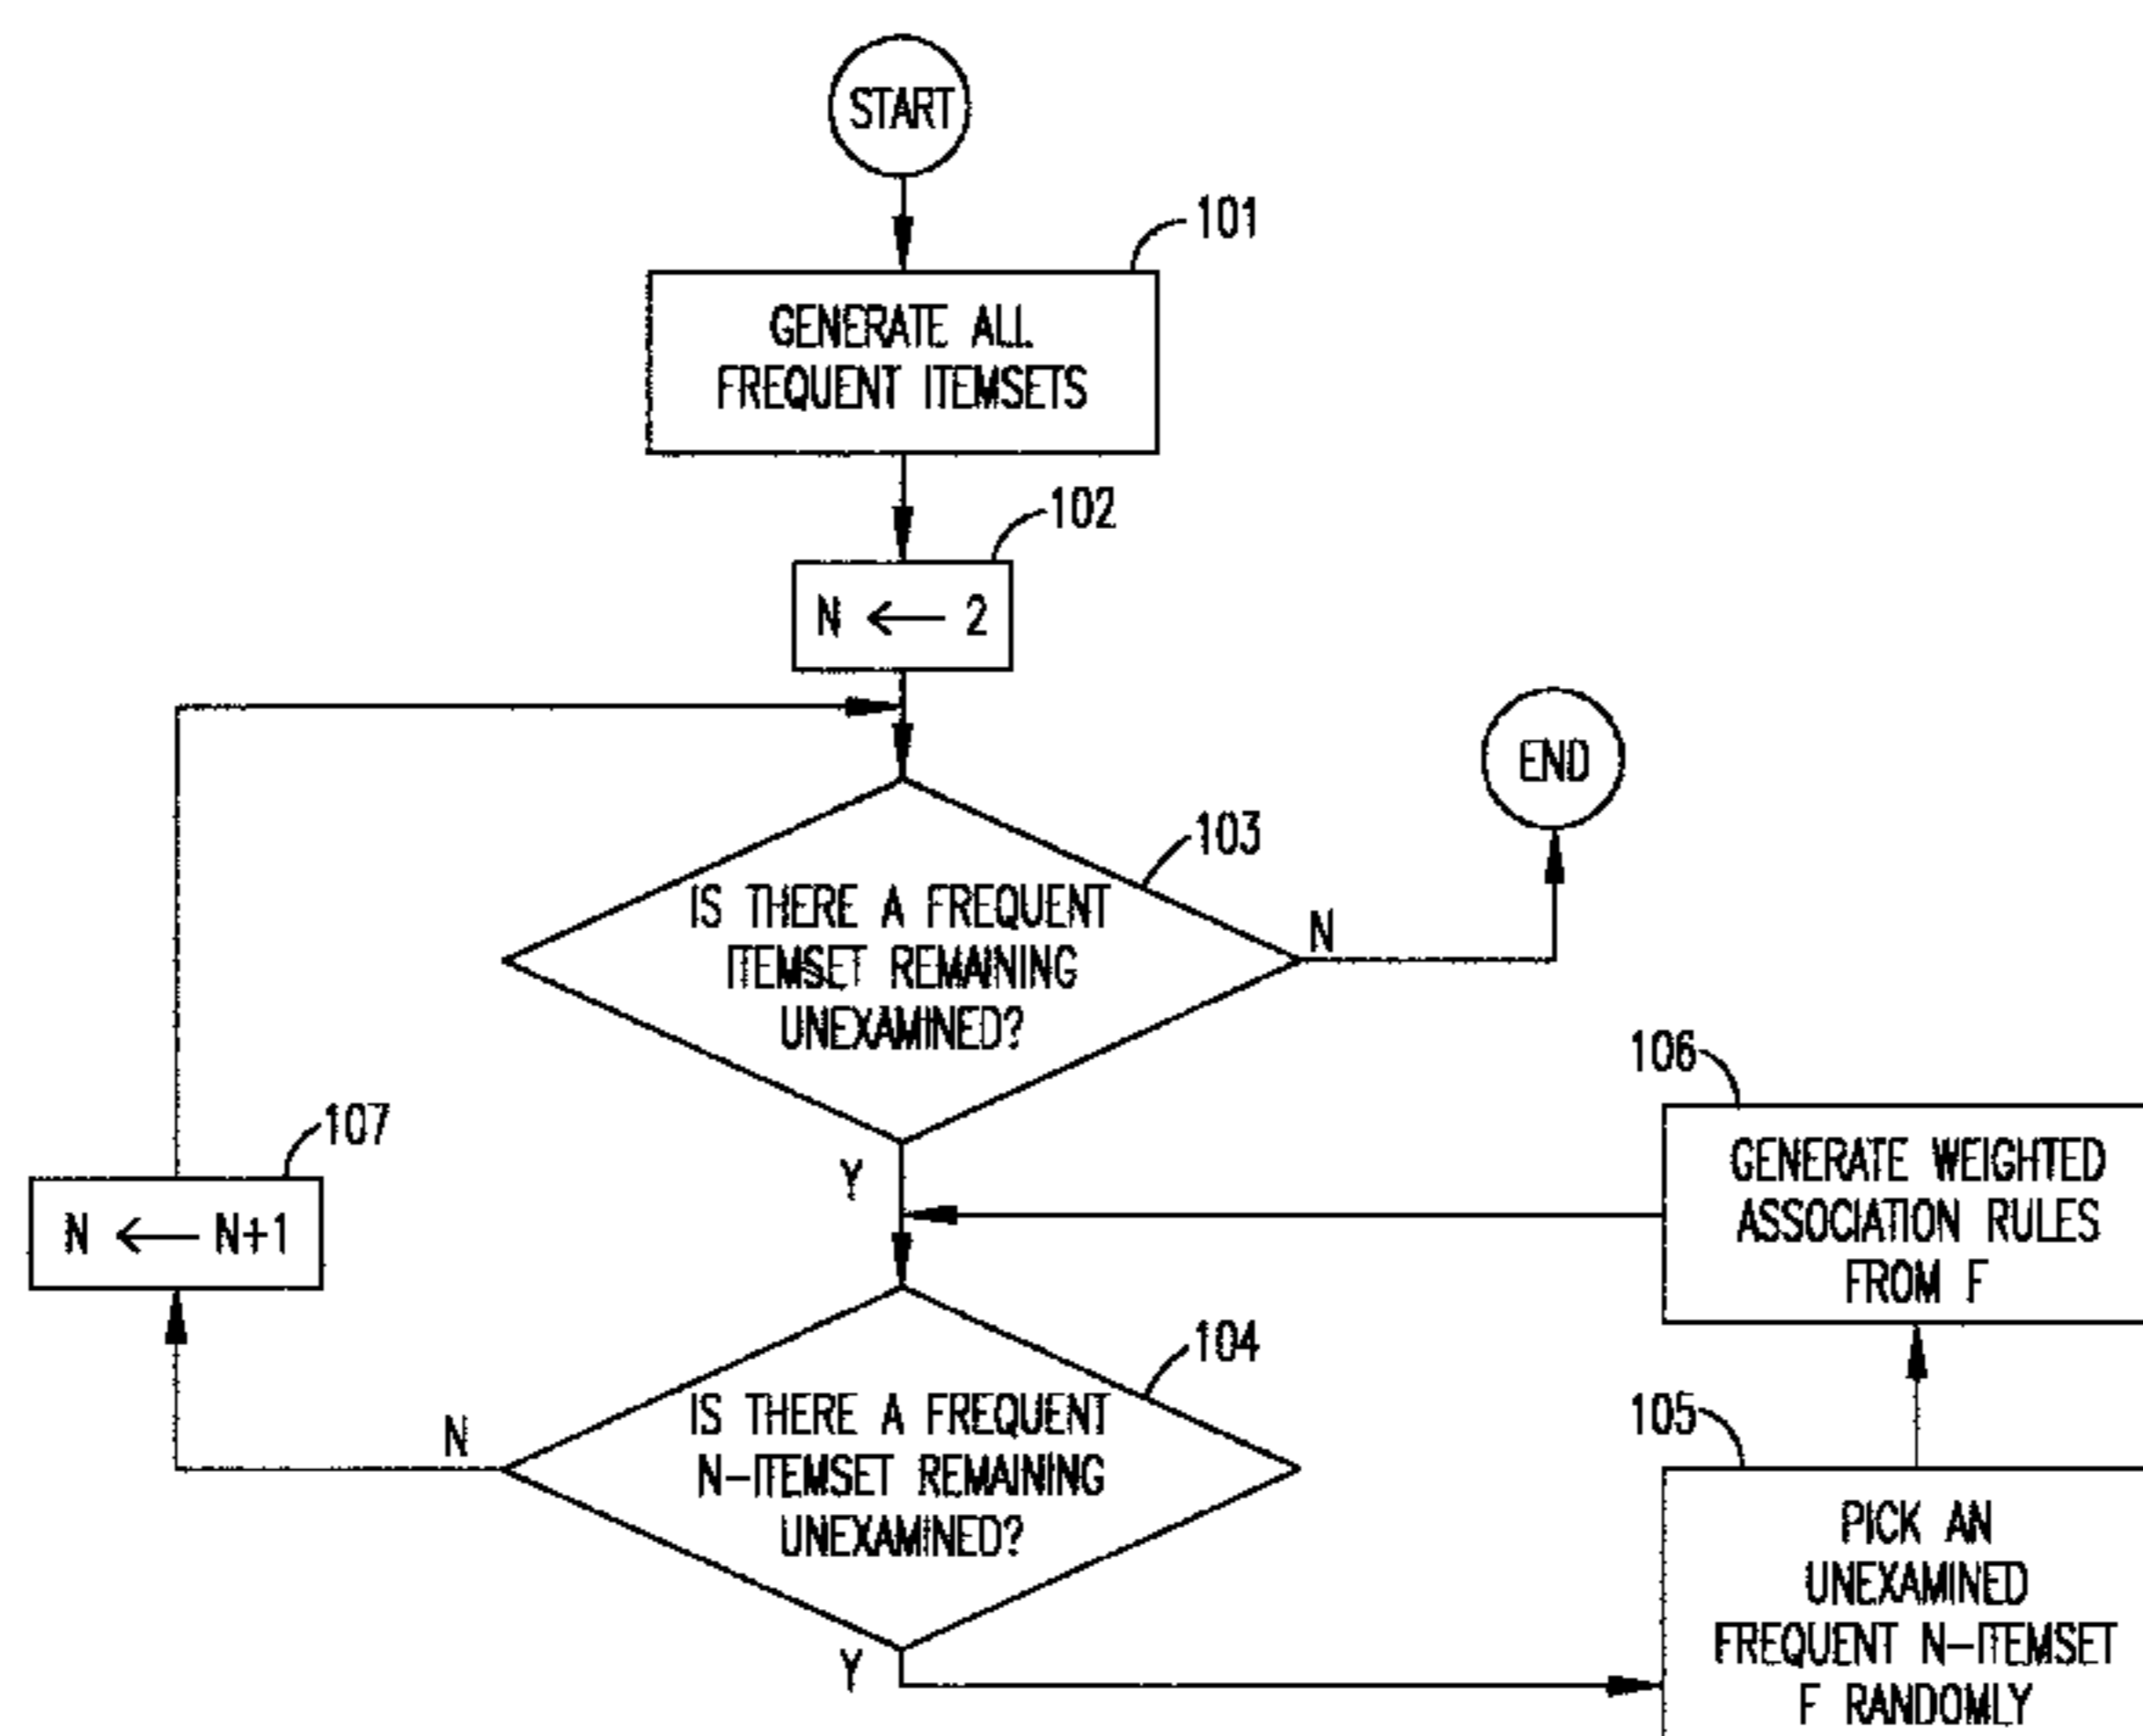 START
101
GENERATE ALL
FREQUENT ITEMSETS
102
N ← 2
END
103
IS THERE A FREQUENT
ITEMSET REMAINING
UNEXAMINED?
N
Y
106
GENERATE WEIGHTED
ASSOCIATION RULES
FROM F
107
N ← N+1
104
IS THERE A FREQUENT
N-ITEMSET REMAINING
UNEXAMINED?
N
Y
105
PICK AN
UNEXAMINED
FREQUENT N-ITEMSET
F RANDOMLY